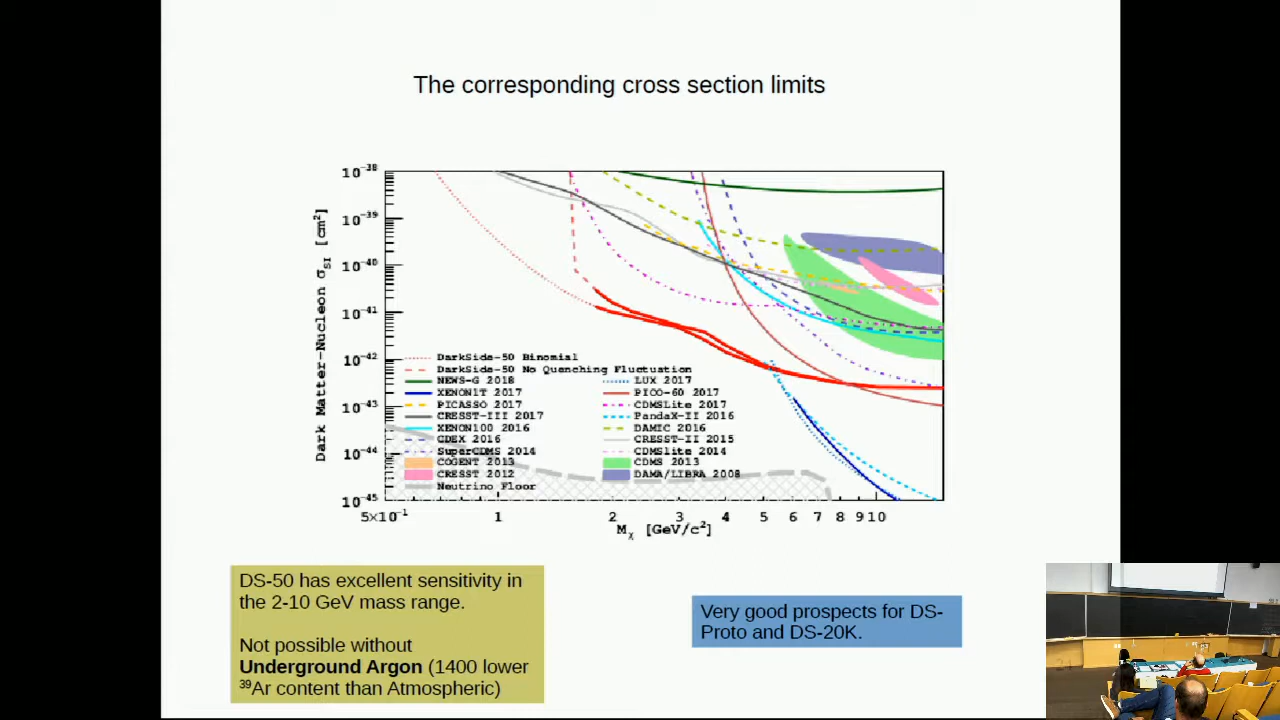 The corresponding cross section limits
10⁻³⁸
10⁻³⁹
10⁻⁴⁰
10⁻⁴¹
10⁻⁴²
10⁻⁴³
10⁻⁴⁴
10⁻⁴⁵
Dark Matter-Nucleon σSI [cm²]
DarkSide-50 Binomial
DarkSide-50 No Quenching Fluctuation
NEWS-G 2018 LUX 2017
XENON1T 2017 PICO-60 2017
PICASSO 2017 CDMSLite 2017
CRESST-III 2017 PandaX-II 2016
XENON100 2016 DAMIC 2016
CDEX 2016 CRESST-II 2015
SuperCDMS 2014 CDMSlite 2014
COGENT 2013 CDMS 2013
CRESST 2012 DAMA/LIBRA 2008
Neutrino Floor
5×10⁻¹ 1 2 3 4 5 6 7 8 9 10
Mχ [GeV/c²]
DS-50 has excellent sensitivity in
the 2-10 GeV mass range.
Not possible without
Underground Argon (1400 lower
³⁹Ar content than Atmospheric)
Very good prospects for DS-
Proto and DS-20K.